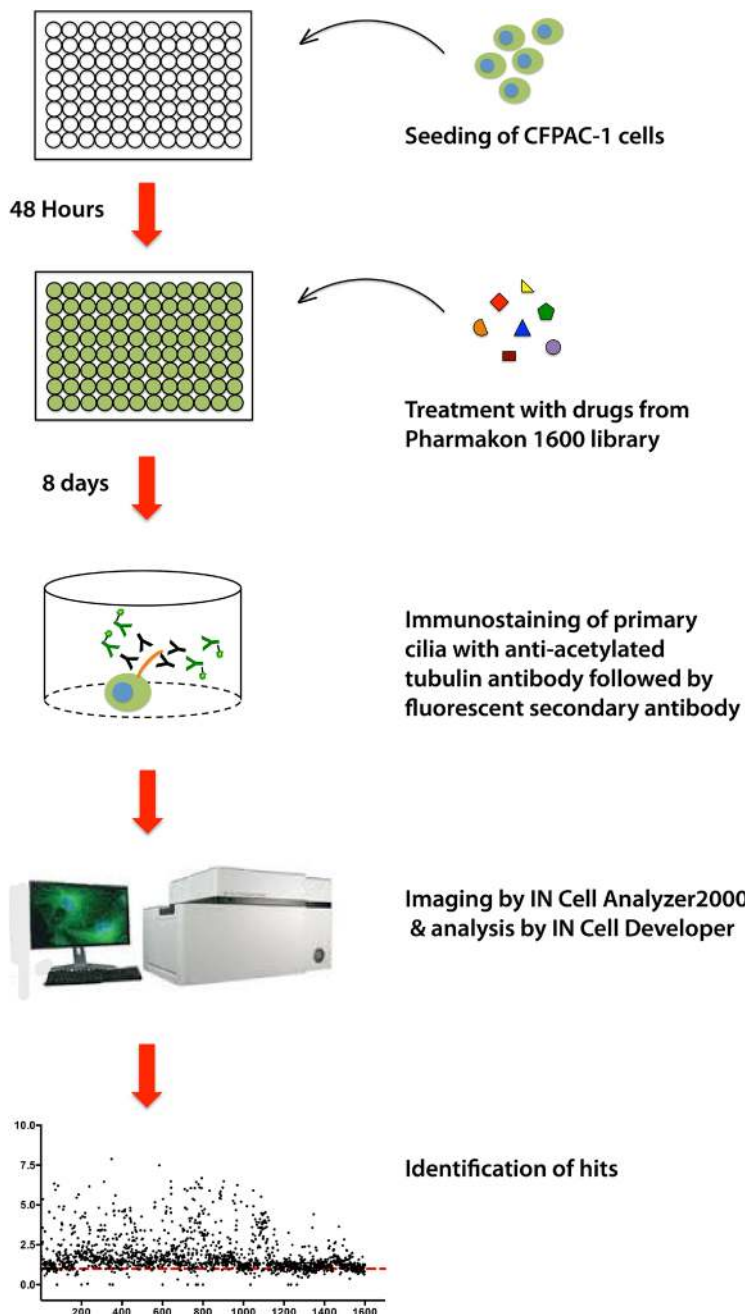 Seeding of CFPAC-1 cells
48 Hours
Treatment with drugs from
Pharmakon 1600 library
8 days
Immunostaining of primary
cilia with anti-acetylated
tubulin antibody followed by
fluorescent secondary antibody
Imaging by IN Cell Analyzer2000
& analysis by IN Cell Developer
Identification of hits
10.0
7.5
5.0
2.5
0.0
200 400 600 800 1000 1200 1400 1600